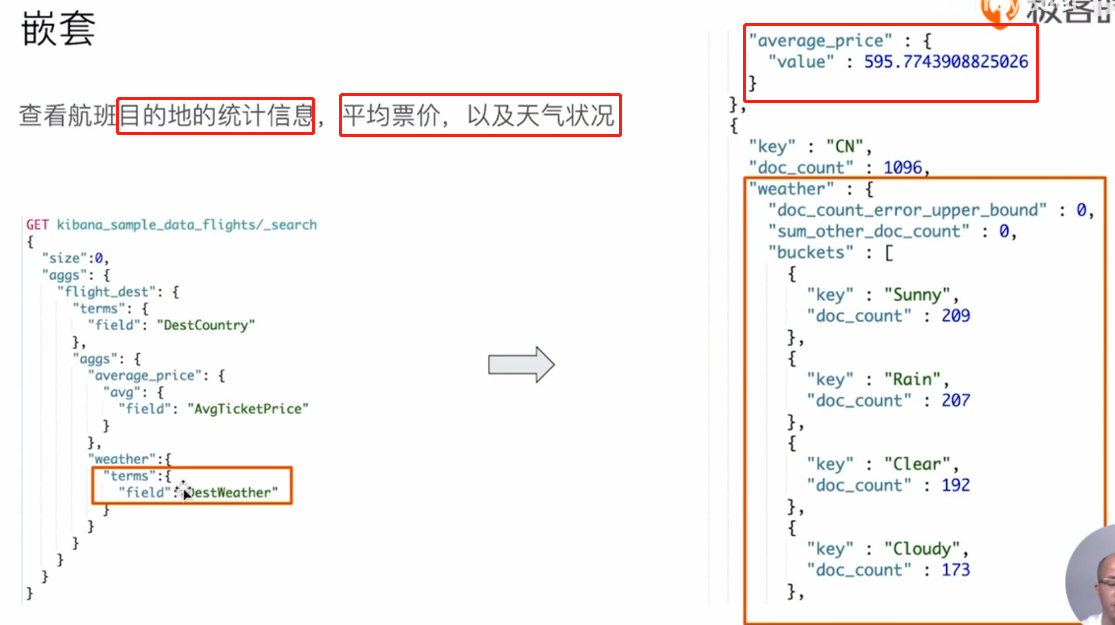 嵌套
查看航班目的地的统计信息，平均票价，以及天气状况
GET kibana_sample_data_flights/_search
{
"size":0,
"aggs": {
"flight_dest": {
"terms": {
"field": "DestCountry"
},
"aggs": {
"average_price": {
"avg": {
"field": "AvgTicketPrice"
}
},
"weather":{
"terms":{
"field": "DestWeather"
}
}
}
}
}
}
极客时
"average_price" : {
"value" : 595.7743908825026
}
},
{
"key" : "CN",
"doc_count" : 1096,
"weather" : {
"doc_count_error_upper_bound" : 0,
"sum_other_doc_count" : 0,
"buckets" : [
{
"key" : "Sunny",
"doc_count" : 209
},
{
"key" : "Rain",
"doc_count" : 207
},
{
"key" : "Clear",
"doc_count" : 192
},
{
"key" : "Cloudy",
"doc_count" : 173
},